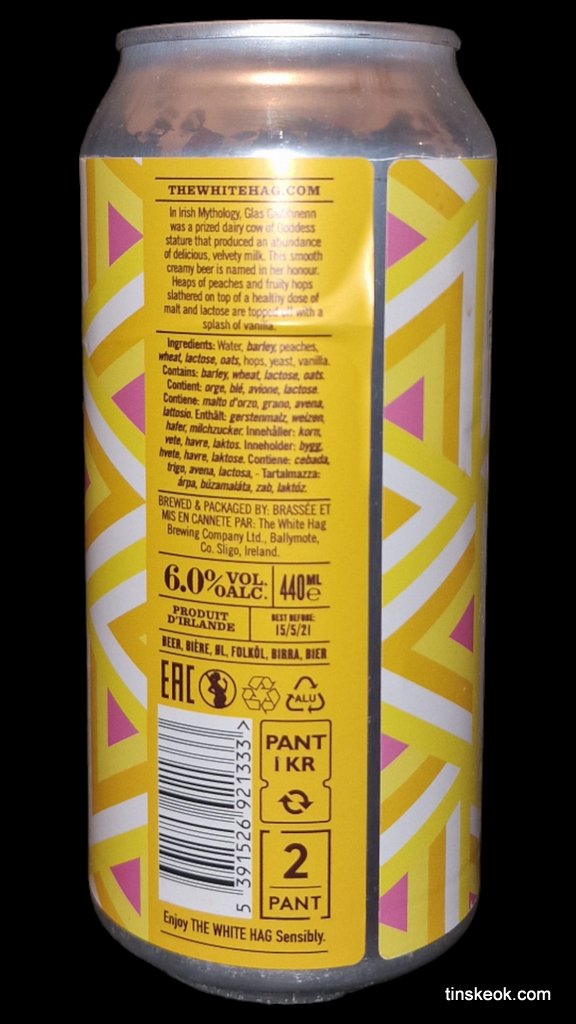 THEWHITEHAG.COM
In Irish Mythology, Glas
was a prized dairy cow of Goddess
stature that produced an abundance
of delicious, velvety milk. This smooth
creamy beer is named in her honour.
Heaps of peaches and fruity hops
slathered on top of a healthy dose of
malt and lactose are topped off with a
splash of vanilla.
Ingredients: Water, barley, peaches,
wheat, lactose, oats, hops, yeast, vanilla.
Contains: barley, wheat, lactose, oats.
Contient: orge, blé, avione, lactose.
Contiene: malto d'orzo, grano, avena,
lattosio. Enthält: gerstenmalz, weizen,
hafer, milchzucker. Innehåller: korn,
vete, havre, laktos. Inneholder: bygg,
hvete, havre, laktose. Contiene: cebada,
trigo, avena, lactosa, - Tartalmazza:
árpa, búzamaláta, zab, laktóz.
BREWED & PACKAGED BY: BRASSÉE ET
MIS EN CANNETE PAR: The White Hag
Brewing Company Ltd., Ballymote,
Co. Sligo, Ireland.
6.0% VOL. ALC. 440 ML e
PRODUIT D'IRLANDE
BEST BEFORE: 15/5/21
BEER, BIÈRE, ØL, FOLKÖL, BIRRA, BIER
EAC
ALU
PANT
1 KR
2
PANT
5 391526 921333 >
Enjoy THE WHITE HAG Sensibly.
tinskeok.com